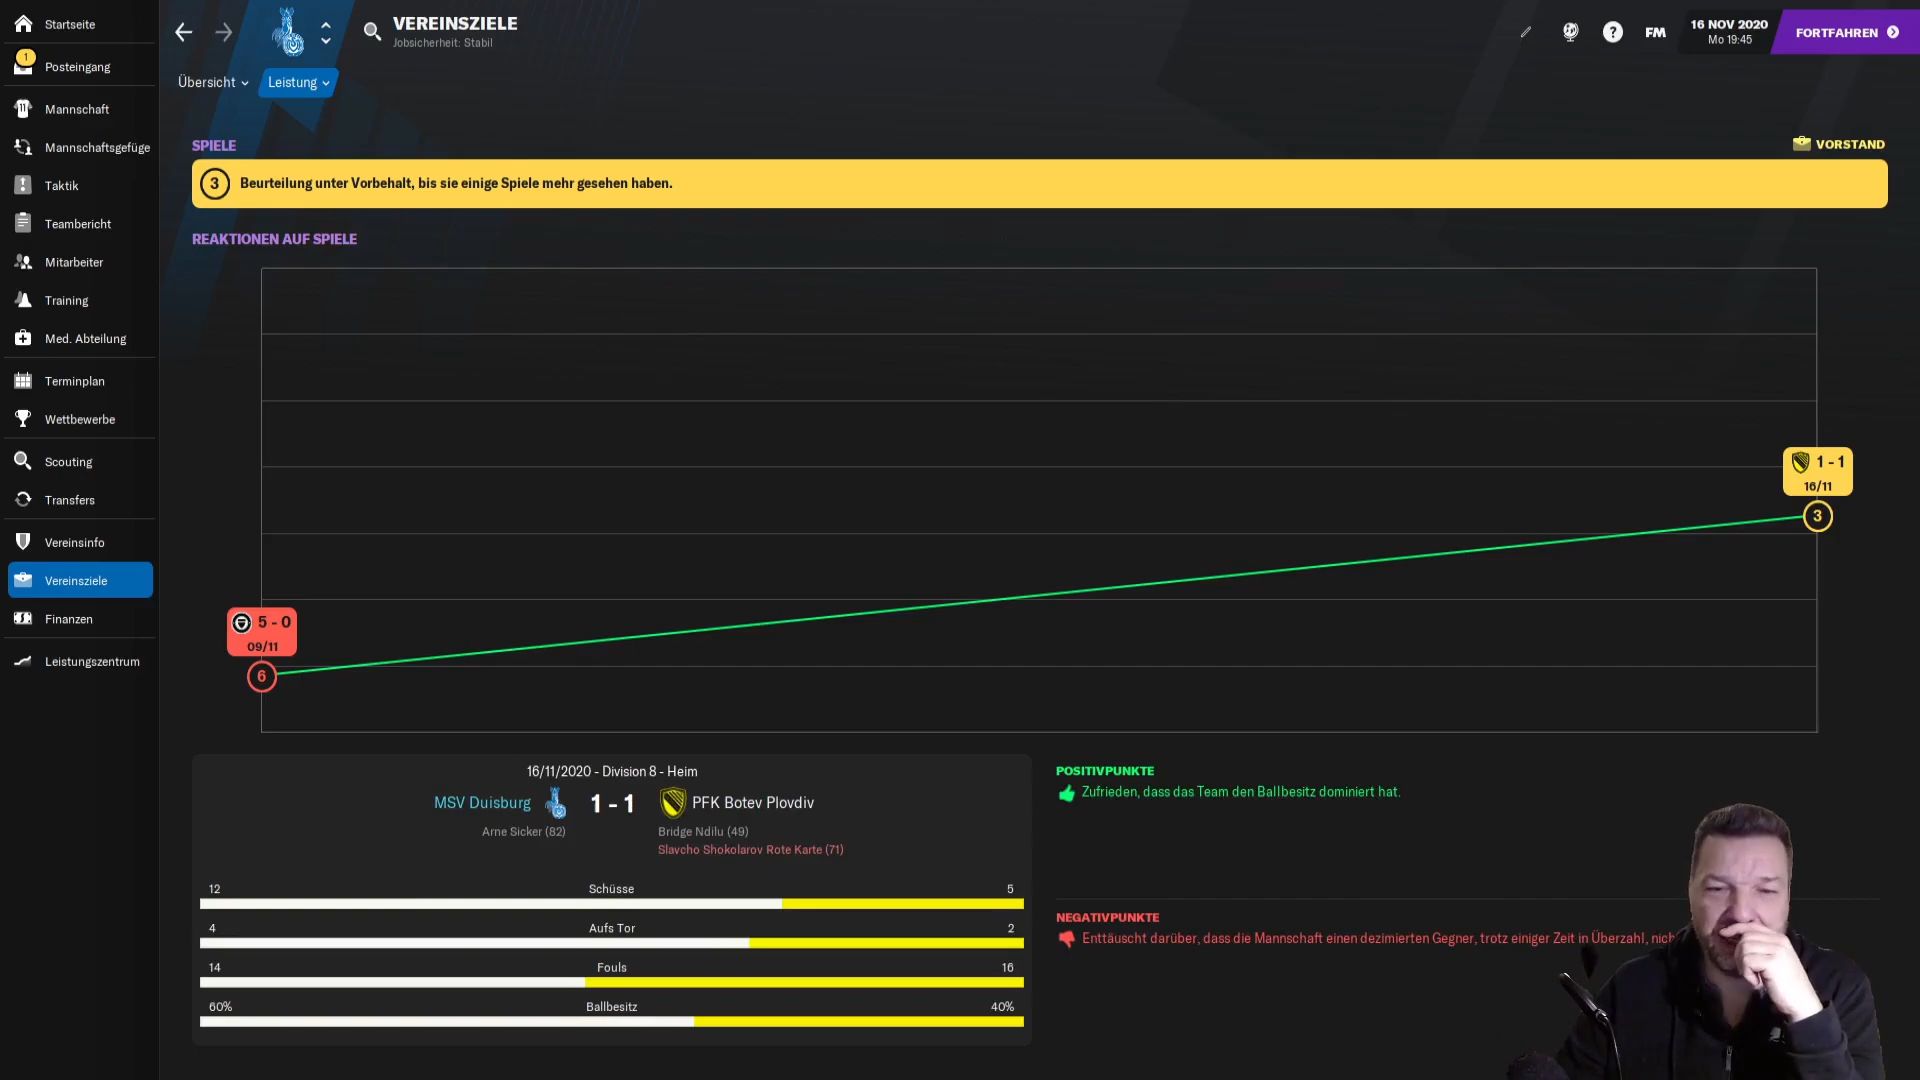 Startseite
1
Posteingang
Mannschaft
Mannschaftsgefüge
Taktik
Teambericht
Mitarbeiter
Training
Med. Abteilung
Terminplan
Wettbewerbe
Scouting
Transfers
Vereinsinfo
Vereinsziele
Finanzen
Leistungszentrum
VEREINSZIELE
Jobsicherheit: Stabil
FM
16 NOV 2020
Mo 19:45
FORTFAHREN
Übersicht
Leistung
SPIELE
VORSTAND
3 Beurteilung unter Vorbehalt, bis sie einige Spiele mehr gesehen haben.
REAKTIONEN AUF SPIELE
1 - 1
16/11
3
5 - 0
09/11
6
16/11/2020 - Division 8 - Heim
MSV Duisburg 1 - 1 PFK Botev Plovdiv
Arne Sicker (82) Bridge Ndilu (49)
Slavcho Shokolarov Rote Karte (71)
12 Schüsse 5
4 Aufs Tor 2
14 Fouls 16
60% Ballbesitz 40%
POSITIVPUNKTE
Zufrieden, dass das Team den Ballbesitz dominiert hat.
NEGATIVPUNKTE
Enttäuscht darüber, dass die Mannschaft einen dezimierten Gegner, trotz einiger Zeit in Überzahl, nich